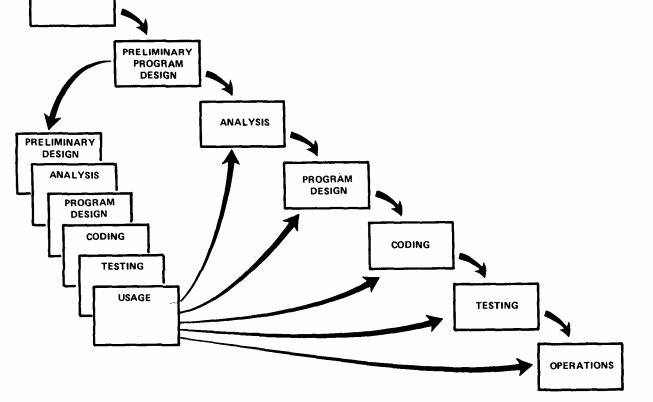 PRELIMINARY
PROGRAM
DESIGN
ANALYSIS
PROGRAM
DESIGN
CODING
TESTING
OPERATIONS
PRELIMINARY
DESIGN
ANALYSIS
PROGRAM
DESIGN
CODING
TESTING
USAGE